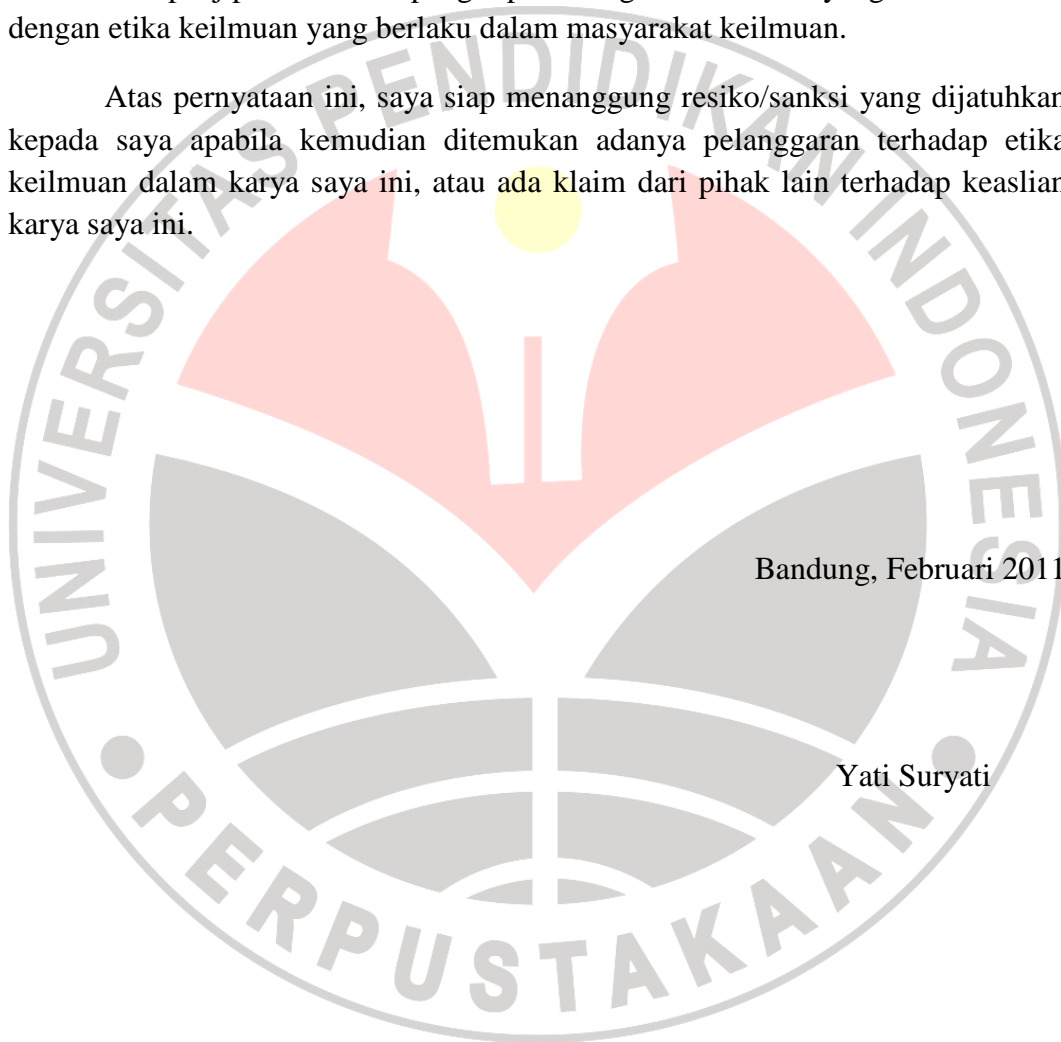 dengan etika keilmuan yang berlaku dalam masyarakat keilmuan.
Atas pernyataan ini, saya siap menanggung resiko/sanksi yang dijatuhkan
kepada saya apabila kemudian ditemukan adanya pelanggaran terhadap etika
keilmuan dalam karya saya ini, atau ada klaim dari pihak lain terhadap keaslian
karya saya ini.
Bandung, Februari 2011
Yati Suryati
UNIVERSITAS PENDIDIKAN INDONESIA
PERPUSTAKAAN